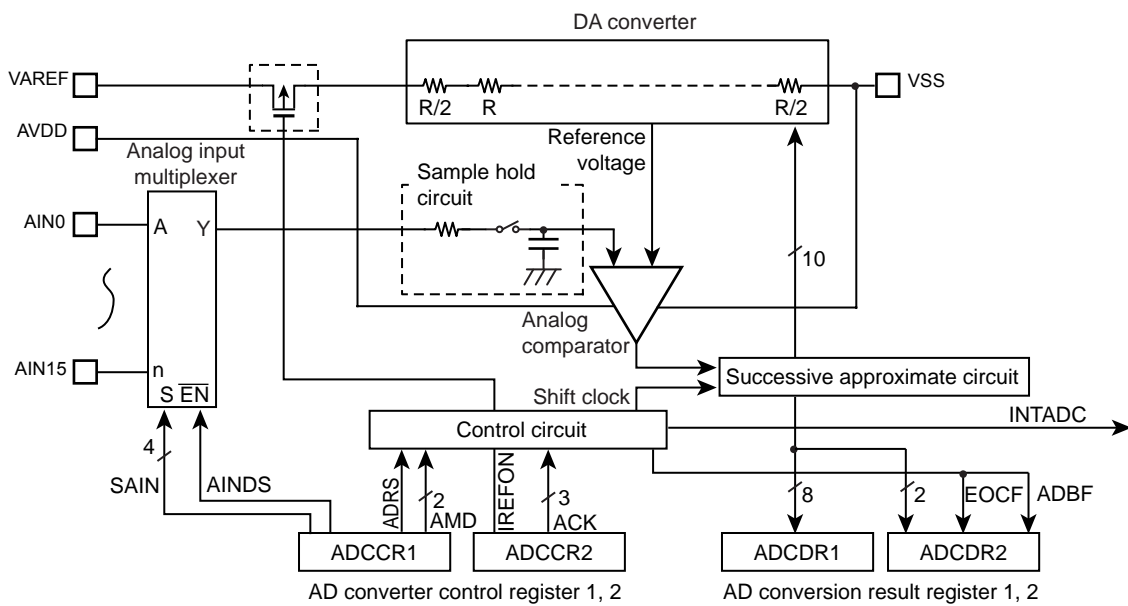 DA converter
VAREF
VSS
R/2
R
R/2
AVDD
Analog input
multiplexer
Reference
voltage
Sample hold
circuit
AIN0
A
Y
10
Analog
comparator
AIN15
n
S EN
Successive approximate circuit
Shift clock
INTADC
Control circuit
4
SAIN
AINDS
ADRS
2
AMD
IREFON
3
ACK
8
2
EOCF
ADBF
ADCCR1
ADCCR2
ADCDR1
ADCDR2
AD converter control register 1, 2
AD conversion result register 1, 2